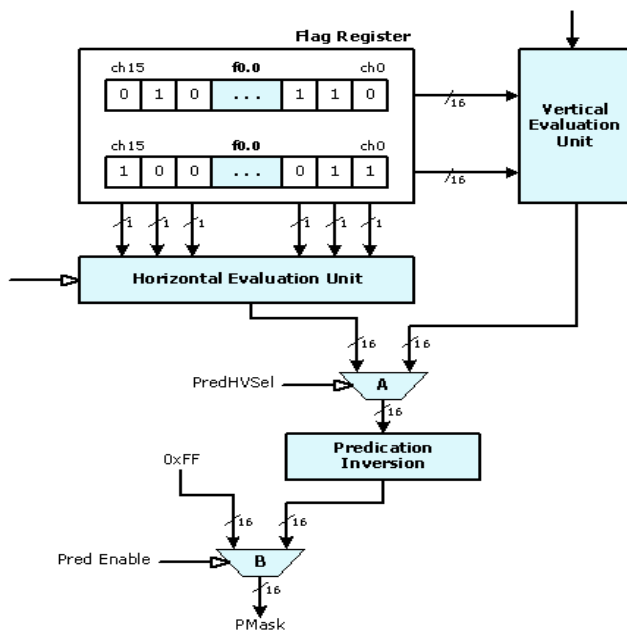 Flag Register
ch15 f0.0 ch0
0 1 0 ... 1 1 0
16
Vertical
Evaluation
Unit
ch15 f0.0 ch0
1 0 0 ... 0 1 1
16
1 1 1 1 1 1
Horizontal Evaluation Unit
16 16
PredHVSel
A
16
Predication
Inversion
0xFF
16 16
Pred Enable
B
16
PMask